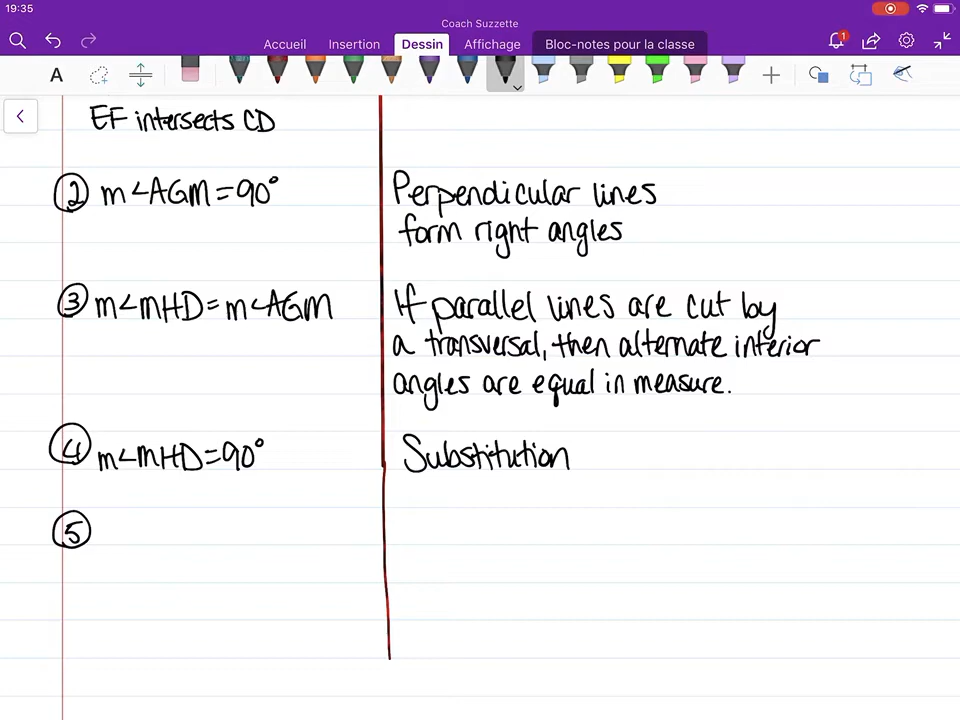 19:35
Coach Suzette
Accueil Insertion Dessin Affichage Bloc-notes pour la classe
1
A
EF intersects CD
② m∠AGM=90° Perpendicular lines
form right angles
③ m∠mHD=m∠AGM If parallel lines are cut by
a transversal, then alternate interior
angles are equal in measure.
④ m∠mHD=90° Substitution
⑤